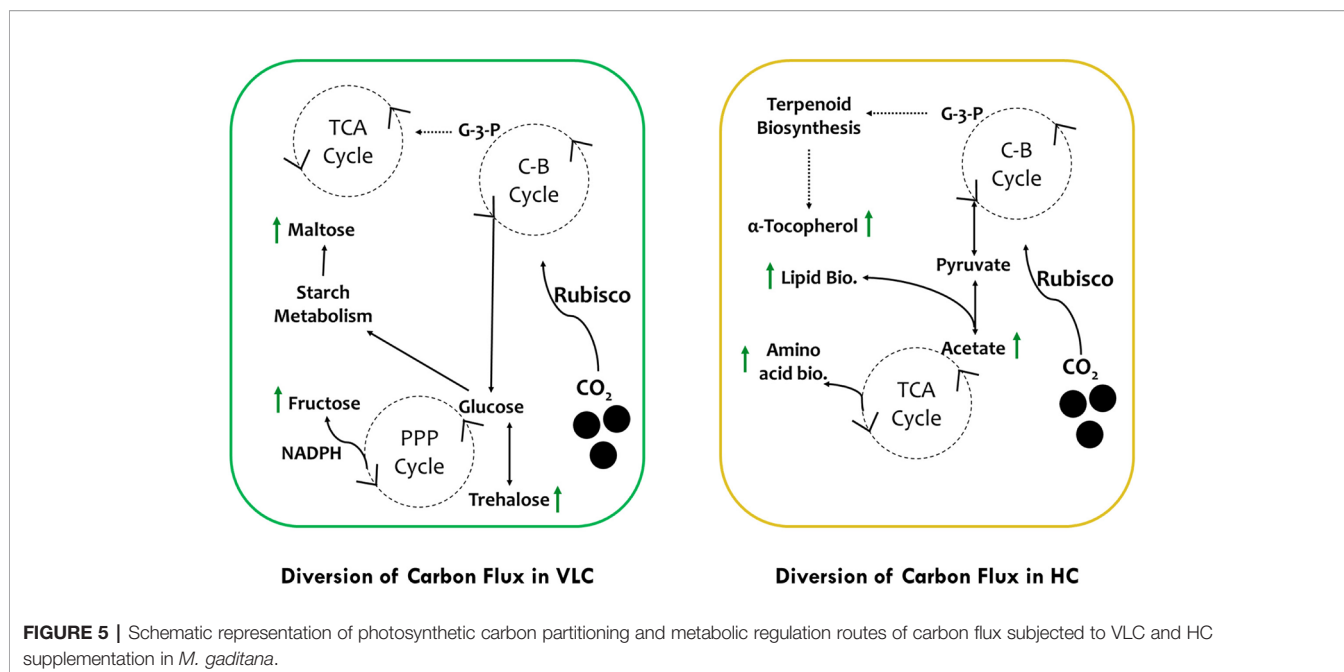 TCA
Cycle
G-3-P
C-B
Cycle
Maltose
Starch
Metabolism
Rubisco
CO₂
Fructose
Glucose
NADPH
PPP
Cycle
Trehalose
Diversion of Carbon Flux in VLC
Terpenoid
Biosynthesis
G-3-P
C-B
Cycle
α-Tocopherol
Lipid Bio.
Pyruvate
Rubisco
Amino
acid bio.
Acetate
CO₂
TCA
Cycle
Diversion of Carbon Flux in HC
FIGURE 5 | Schematic representation of photosynthetic carbon partitioning and metabolic regulation routes of carbon flux subjected to VLC and HC
supplementation in M. gaditana.